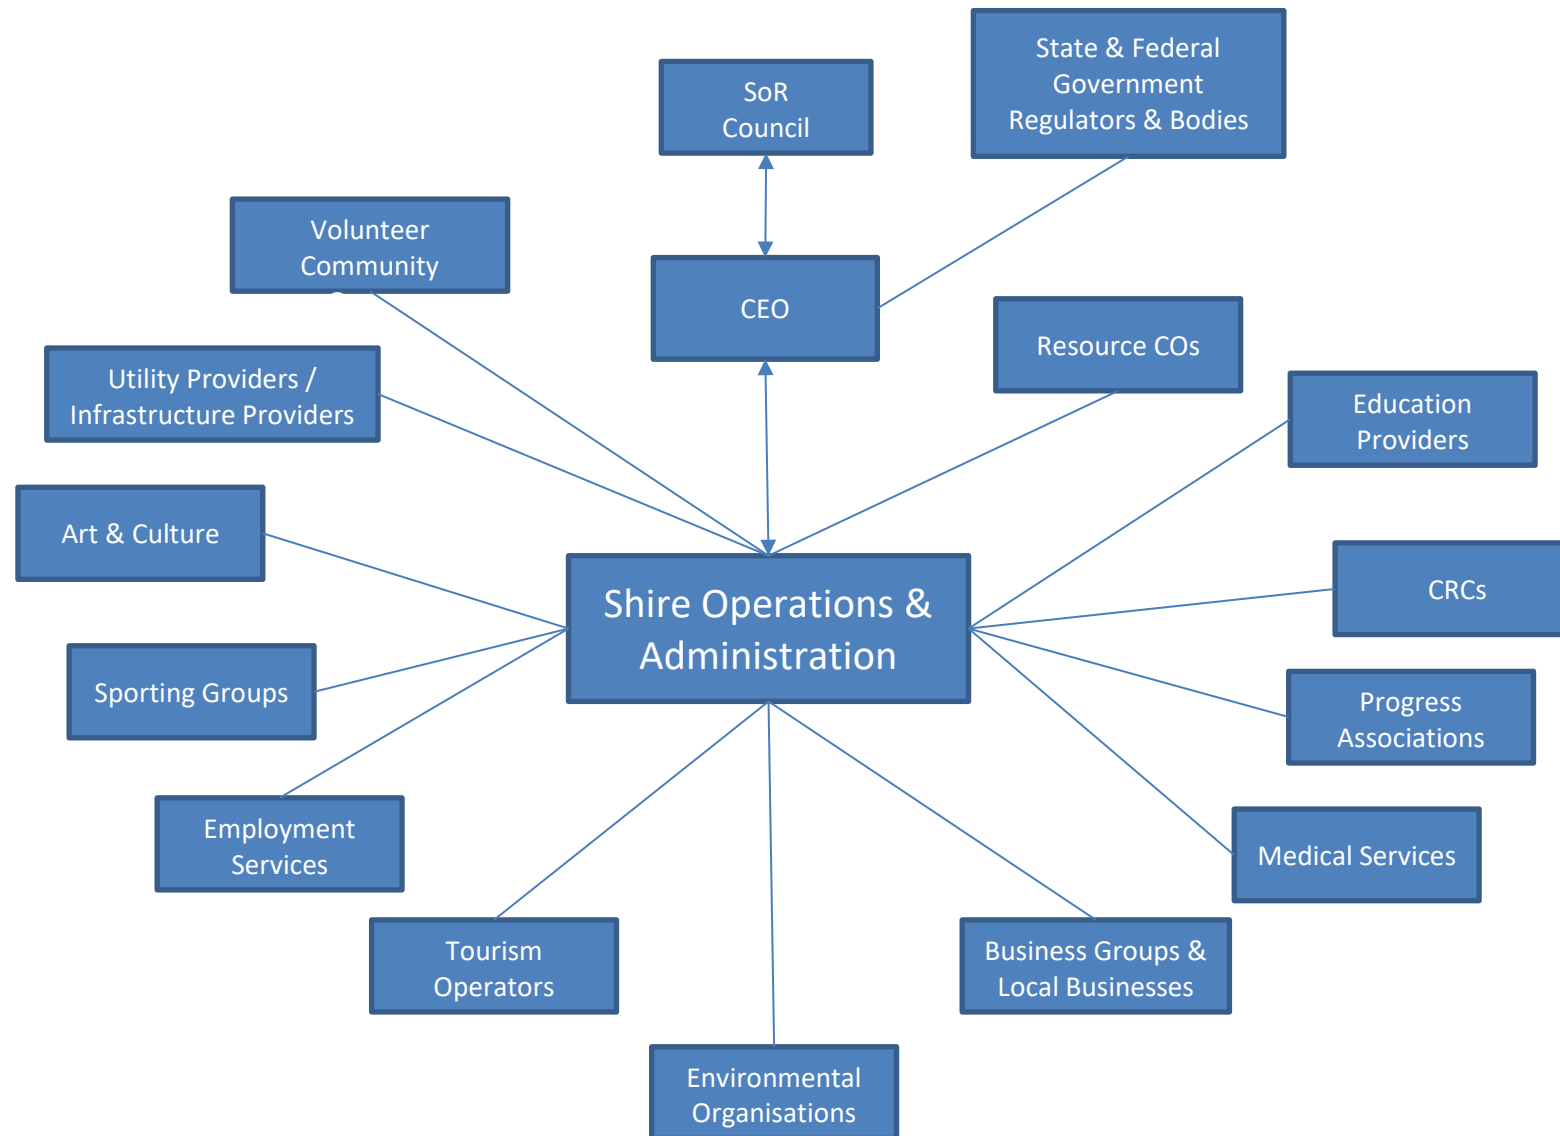 State & Federal
Government
Regulators & Bodies
SoR
Council
Volunteer
Community
CEO
Resource COs
Utility Providers /
Infrastructure Providers
Education
Providers
Art & Culture
CRCs
Shire Operations &
Administration
Sporting Groups
Progress
Associations
Employment
Services
Medical Services
Tourism
Operators
Business Groups &
Local Businesses
Environmental
Organisations